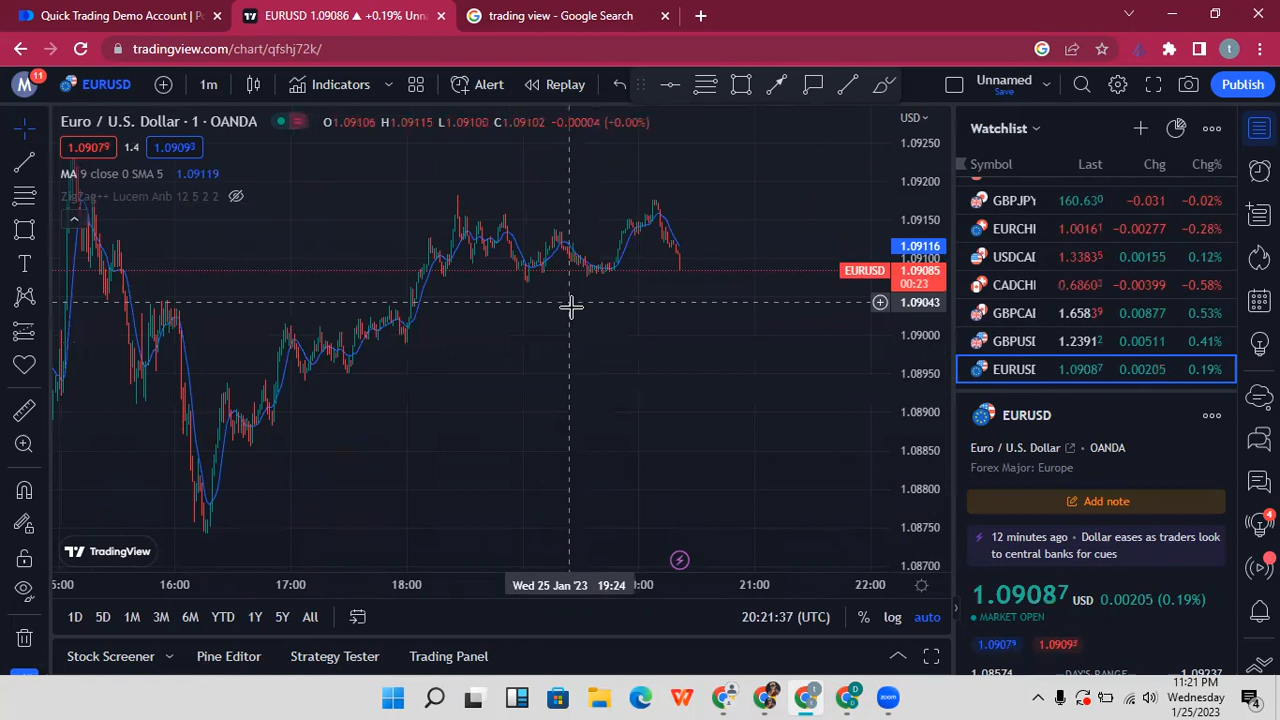 Quick Trading Demo Account | P
EURUSD 1.09086 ▲ +0.19% Unn
trading view - Google Search
tradingview.com/chart/qfshj72k/
t
M
11
EURUSD
1m
Indicators
Alert
Replay
Unnamed
Save
Publish
Euro / U.S. Dollar · 1 · OANDA
O1.09106 H1.09115 L1.09100 C1.09102 −0.00004 (+0.00%)
USD
1.09079
1.4
1.09093
MA 9 close 0 SMA 5 1.09119
ZigZag++ Lucem Anb 12 5 2 2
1.09250
1.09200
1.09150
1.09116
1.09100
EURUSD
1.09085
00:23
1.09043
1.09000
1.08950
1.08900
1.08850
1.08800
1.08750
1.08700
TradingView
5:00
16:00
17:00
18:00
Wed 25 Jan '23 19:24
0:00
21:00
22:00
1D
5D
1M
3M
6M
YTD
1Y
5Y
All
20:21:37 (UTC)
%
log
auto
Stock Screener
Pine Editor
Strategy Tester
Trading Panel
Watchlist
Symbol Last Chg Chg%
GBPJPY 160.630 −0.031 −0.02%
EURCHI 1.00161 −0.00277 −0.28%
USDCAI 1.33835 0.00155 0.12%
CADCHI 0.68603 −0.00399 −0.58%
GBPCAI 1.65839 0.00877 0.53%
GBPUSI 1.23912 0.00511 0.41%
EURUSI 1.09087 0.00205 0.19%
EURUSD
Euro / U.S. Dollar
OANDA
Forex Major: Europe
Add note
12 minutes ago • Dollar eases as traders look
to central banks for cues
1.09087 USD 0.00205 (0.19%)
MARKET OPEN
1.09079
1.09093
1.08574 DAY'S RANGE 1.09237
4
1
11:21 PM
Wednesday
1/25/2023
4